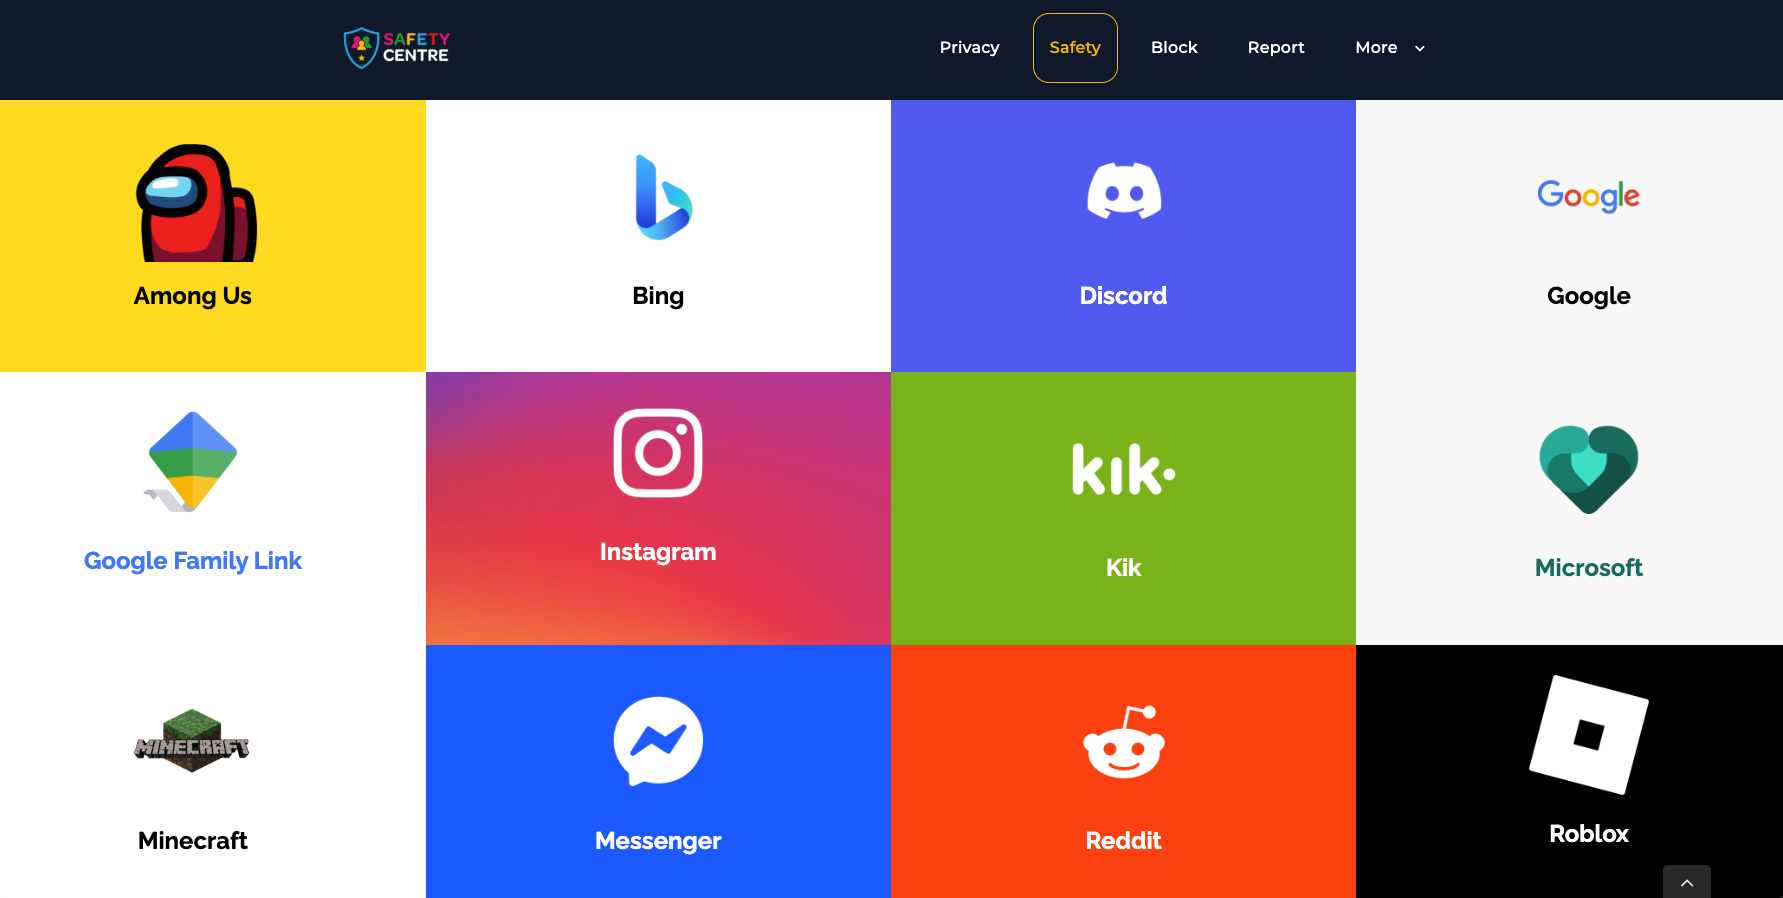 SAFETY
CENTRE
Privacy
Safety
Block
Report
More
Google
Among Us
Bing
Discord
Google
kik.
Google Family Link
Instagram
Kik
Microsoft
MINECRAFT
Minecraft
Messenger
Reddit
Roblox